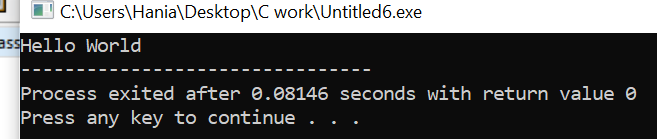 C:\Users\Hania\Desktop\C work\Untitled6.exe
ass
Hello World
--------------------------------
Process exited after 0.08146 seconds with return value 0
Press any key to continue . . .